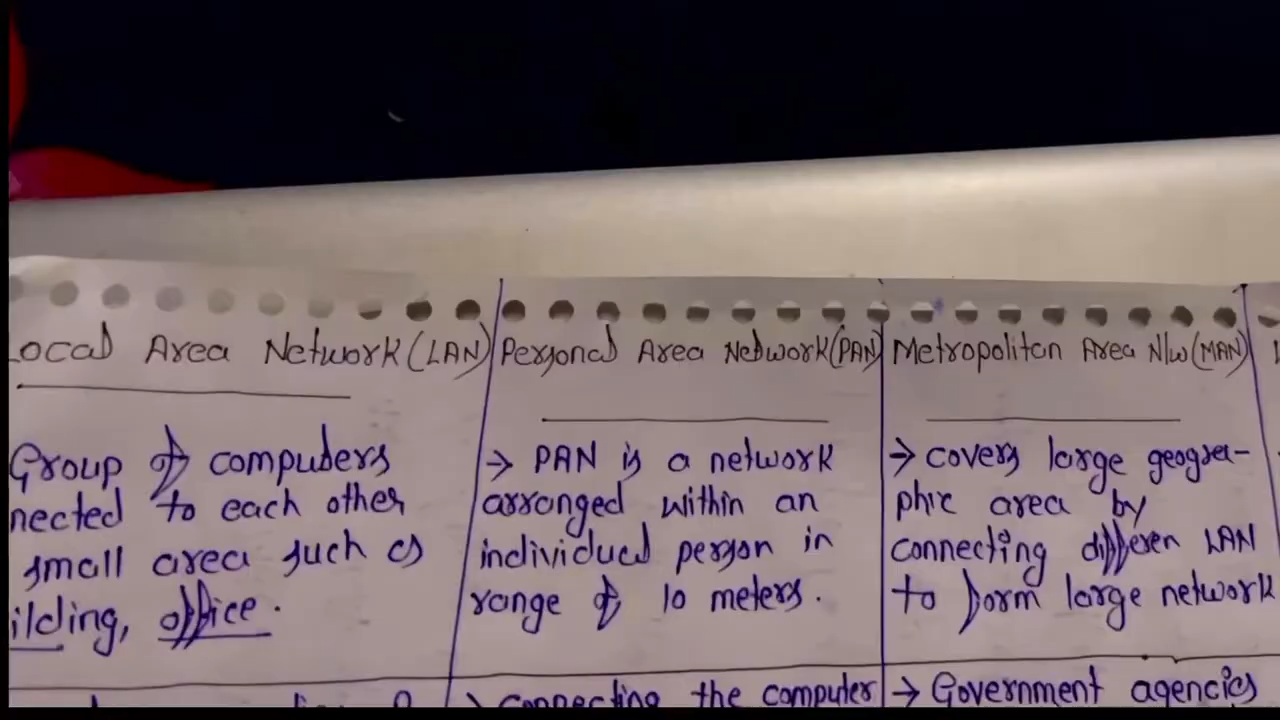 Local Area Network (LAN)
Group of computers
nected to each other
small area such as
ilding, office.
Personal Area Network(PAN)
→ PAN is a network
arranged within an
individual person in
range of 10 meters.
connecting the computer
Metropolitan Area N/w(MAN)
→ covers large geogra-
phic area by
connecting differen LAN
to form large network
→ Government agencies